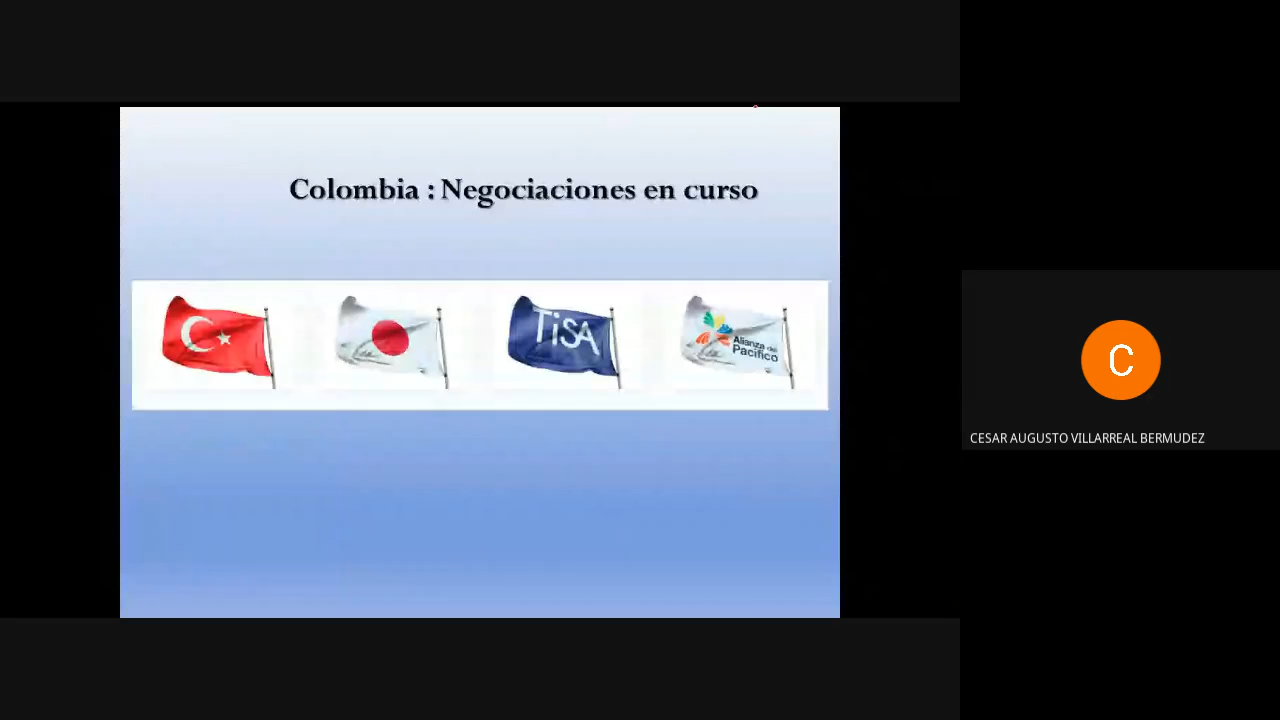 Colombia : Negociaciones en curso
TiSA
Alianza del
Pacífico
C
CESAR AUGUSTO VILLARREAL BERMUDEZ